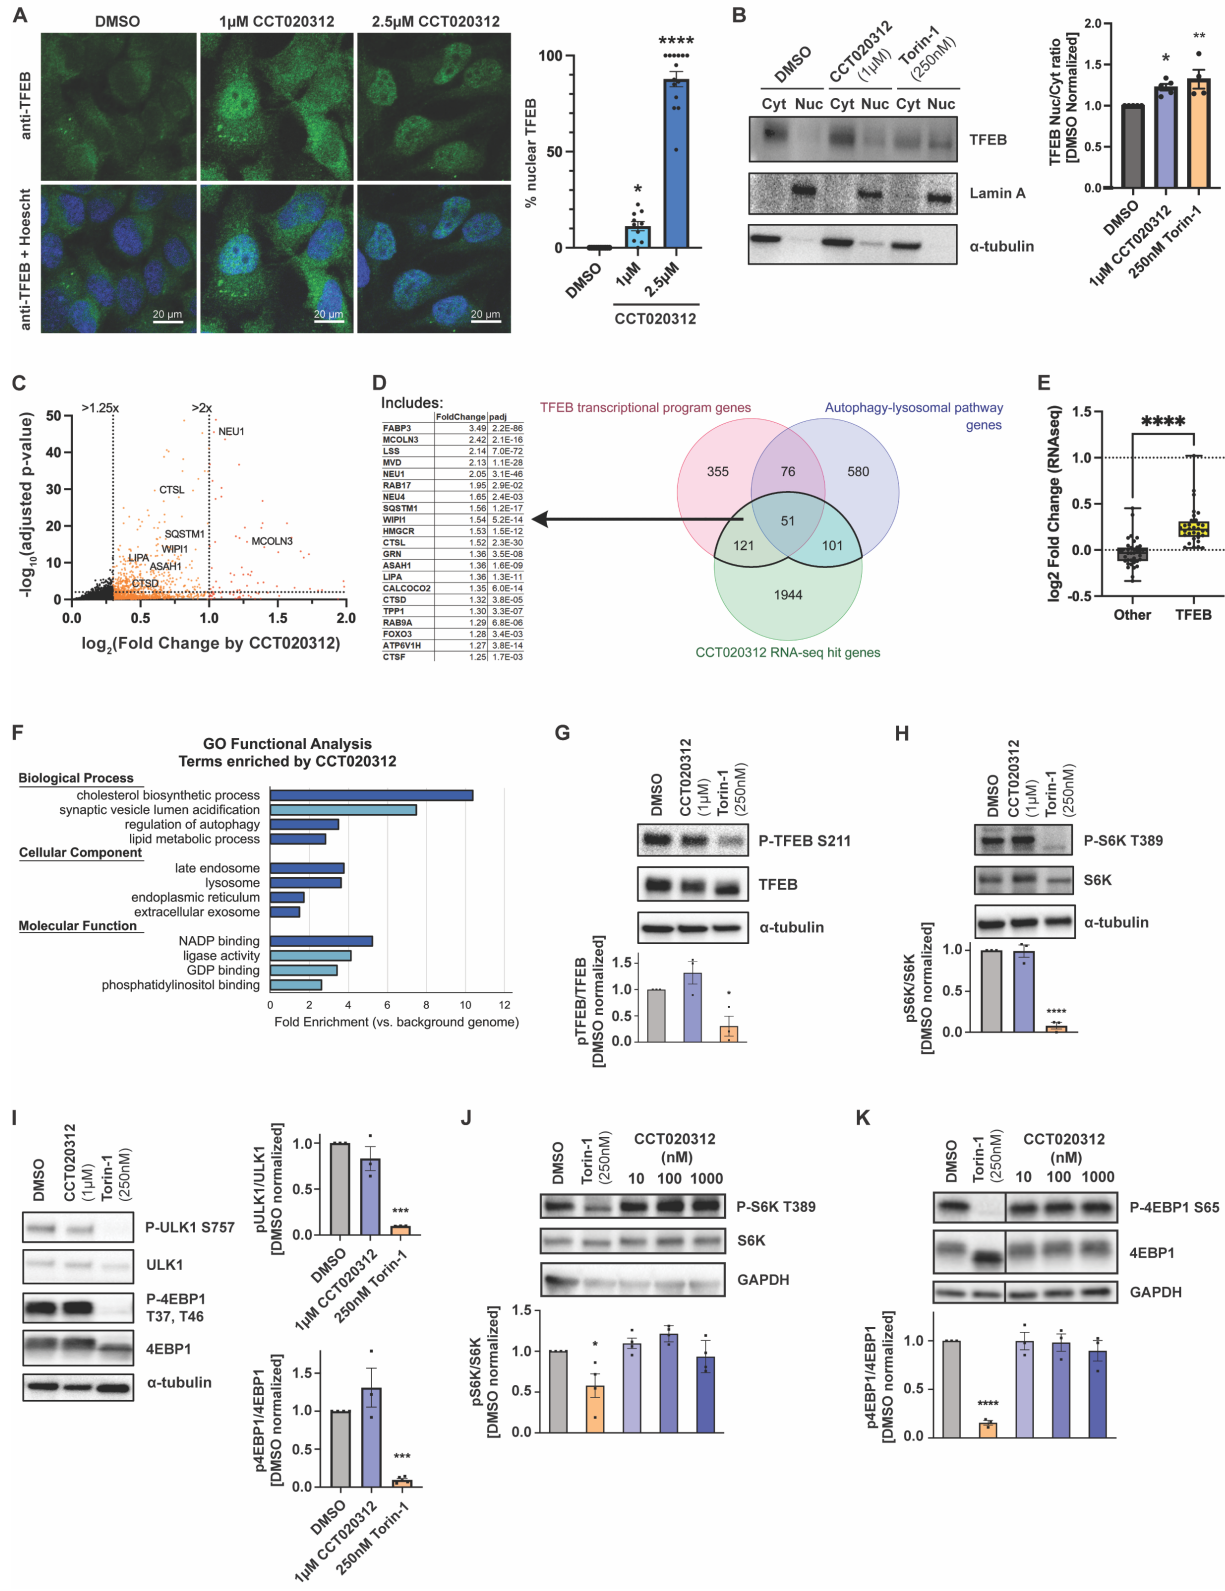 A
DMSO
1µM CCT020312
2.5µM CCT020312
anti-TFEB
anti-TFEB + Hoescht
20 µm
20 µm
20 µm
% nuclear TFEB
100
50
0
****
*
DMSO
1µM
2.5µM
CCT020312
B
DMSO
CCT020312 (1µM)
Torin-1 (250nM)
Cyt Nuc Cyt Nuc Cyt Nuc
TFEB
Lamin A
α-tubulin
TFEB Nuc/Cyt ratio
[DMSO Normalized]
2.0
1.5
1.0
0.5
0.0
*
**
DMSO
1µM CCT020312
250nM Torin-1
C
>1.25x
>2x
-log10(adjusted p-value)
50
40
30
20
10
0
NEU1
CTSL
SQSTM1
WIPI1
MCOLN3
LIPA
ASAH1
CTSD
0.0 0.5 1.0 1.5 2.0
log2(Fold Change by CCT020312)
D
Includes:
FoldChange padj
FABP3 3.49 2.2E-86
MCOLN3 2.42 2.1E-16
LSS 2.14 7.0E-72
MVD 2.13 1.1E-28
NEU1 2.05 3.1E-46
RAB17 1.95 2.9E-02
NEU4 1.65 2.4E-03
SQSTM1 1.56 1.2E-17
WIPI1 1.54 5.2E-14
HMGCR 1.53 1.5E-12
CTSL 1.52 2.3E-30
GRN 1.36 3.5E-08
ASAH1 1.36 1.6E-09
LIPA 1.36 1.3E-11
CALCOCO2 1.35 6.0E-14
CTSD 1.32 3.8E-05
TPP1 1.30 3.3E-07
RAB9A 1.29 6.8E-06
FOXO3 1.28 3.4E-03
ATP6V1H 1.27 3.8E-14
CTSF 1.25 1.7E-03
TFEB transcriptional program genes
Autophagy-lysosomal pathway
genes
355
76
580
51
121
101
1944
CCT020312 RNA-seq hit genes
E
log2 Fold Change (RNAseq)
1.5
1.0
0.5
0.0
-0.5
****
Other
TFEB
F
GO Functional Analysis
Terms enriched by CCT020312
Biological Process
cholesterol biosynthetic process
synaptic vesicle lumen acidification
regulation of autophagy
lipid metabolic process
Cellular Component
late endosome
lysosome
endoplasmic reticulum
extracellular exosome
Molecular Function
NADP binding
ligase activity
GDP binding
phosphatidylinositol binding
0 2 4 6 8 10 12
Fold Enrichment (vs. background genome)
G
DMSO
CCT020312 (1µM)
Torin-1 (250nM)
P-TFEB S211
TFEB
α-tubulin
pTFEB/TFEB
[DMSO normalized]
1.5
1.0
0.5
0.0
*
H
DMSO
CCT020312 (1µM)
Torin-1 (250nM)
P-S6K T389
S6K
α-tubulin
pS6K/S6K
[DMSO normalized]
1.0
0.5
0.0
****
I
DMSO
CCT020312 (1µM)
Torin-1 (250nM)
P-ULK1 S757
ULK1
P-4EBP1
T37, T46
4EBP1
α-tubulin
pULK1/ULK1
[DMSO normalized]
1.0
0.5
0.0
***
DMSO
1µM CCT020312
250nM Torin-1
p4EBP1/4EBP1
[DMSO normalized]
1.5
1.0
0.5
0.0
***
DMSO
1µM CCT020312
250nM Torin-1
J
DMSO
Torin-1 (250nM)
CCT020312
(nM)
10 100 1000
P-S6K T389
S6K
GAPDH
pS6K/S6K
[DMSO normalized]
1.5
1.0
0.5
0.0
*
K
DMSO
Torin-1 (250nM)
CCT020312
(nM)
10 100 1000
P-4EBP1 S65
4EBP1
GAPDH
p4EBP1/4EBP1
[DMSO normalized]
1.0
0.5
0.0
****